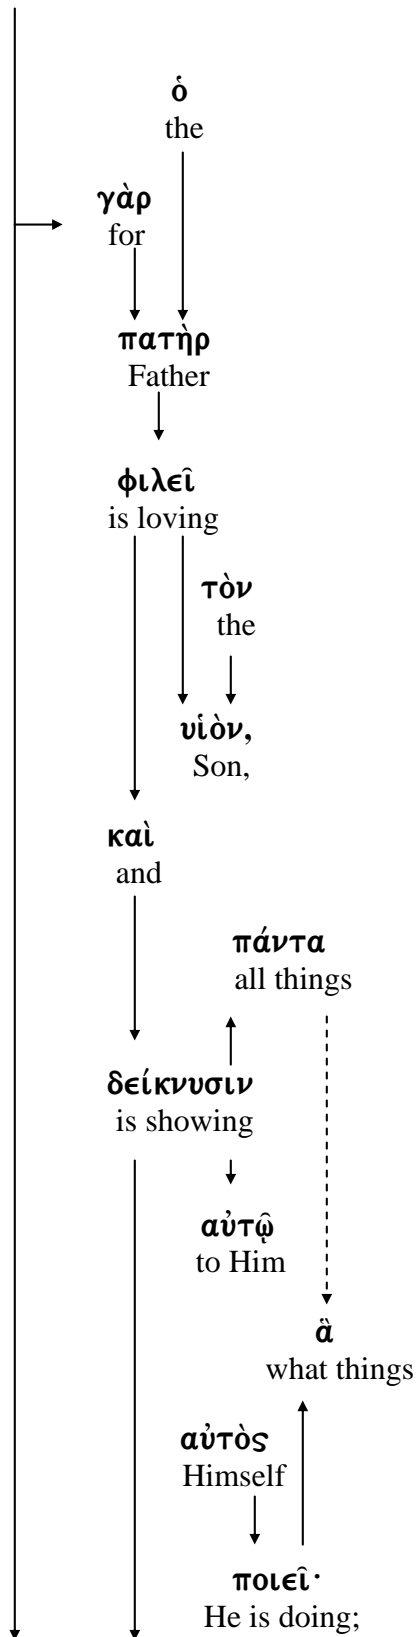 ὁ
the
γὰρ
for
πατὴρ
Father
φιλεῖ
is loving
τὸν
the
υἱὸν,
Son,
καὶ
and
πάντα
all things
δείκνυσιν
is showing
αὐτῷ
to Him
ἃ
what things
αὐτὸς
Himself
ποιεῖ·
He is doing;